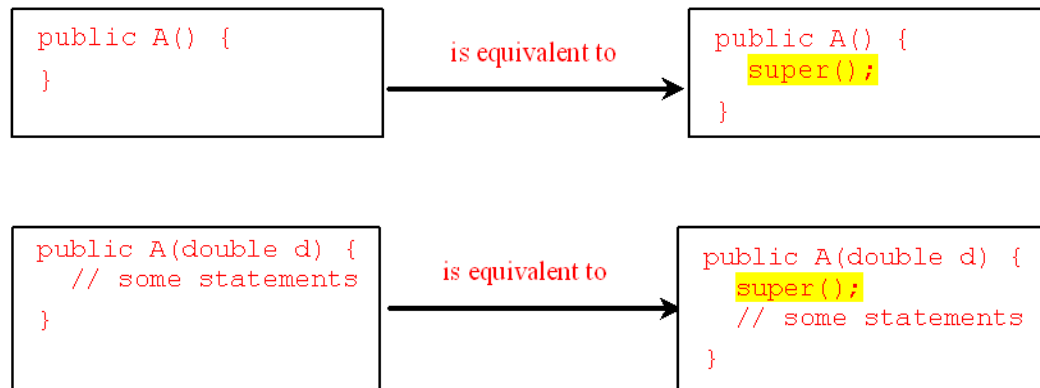 public A() {
}
is equivalent to
public A() {
super();
}
public A(double d) {
// some statements
}
is equivalent to
public A(double d) {
super();
// some statements
}